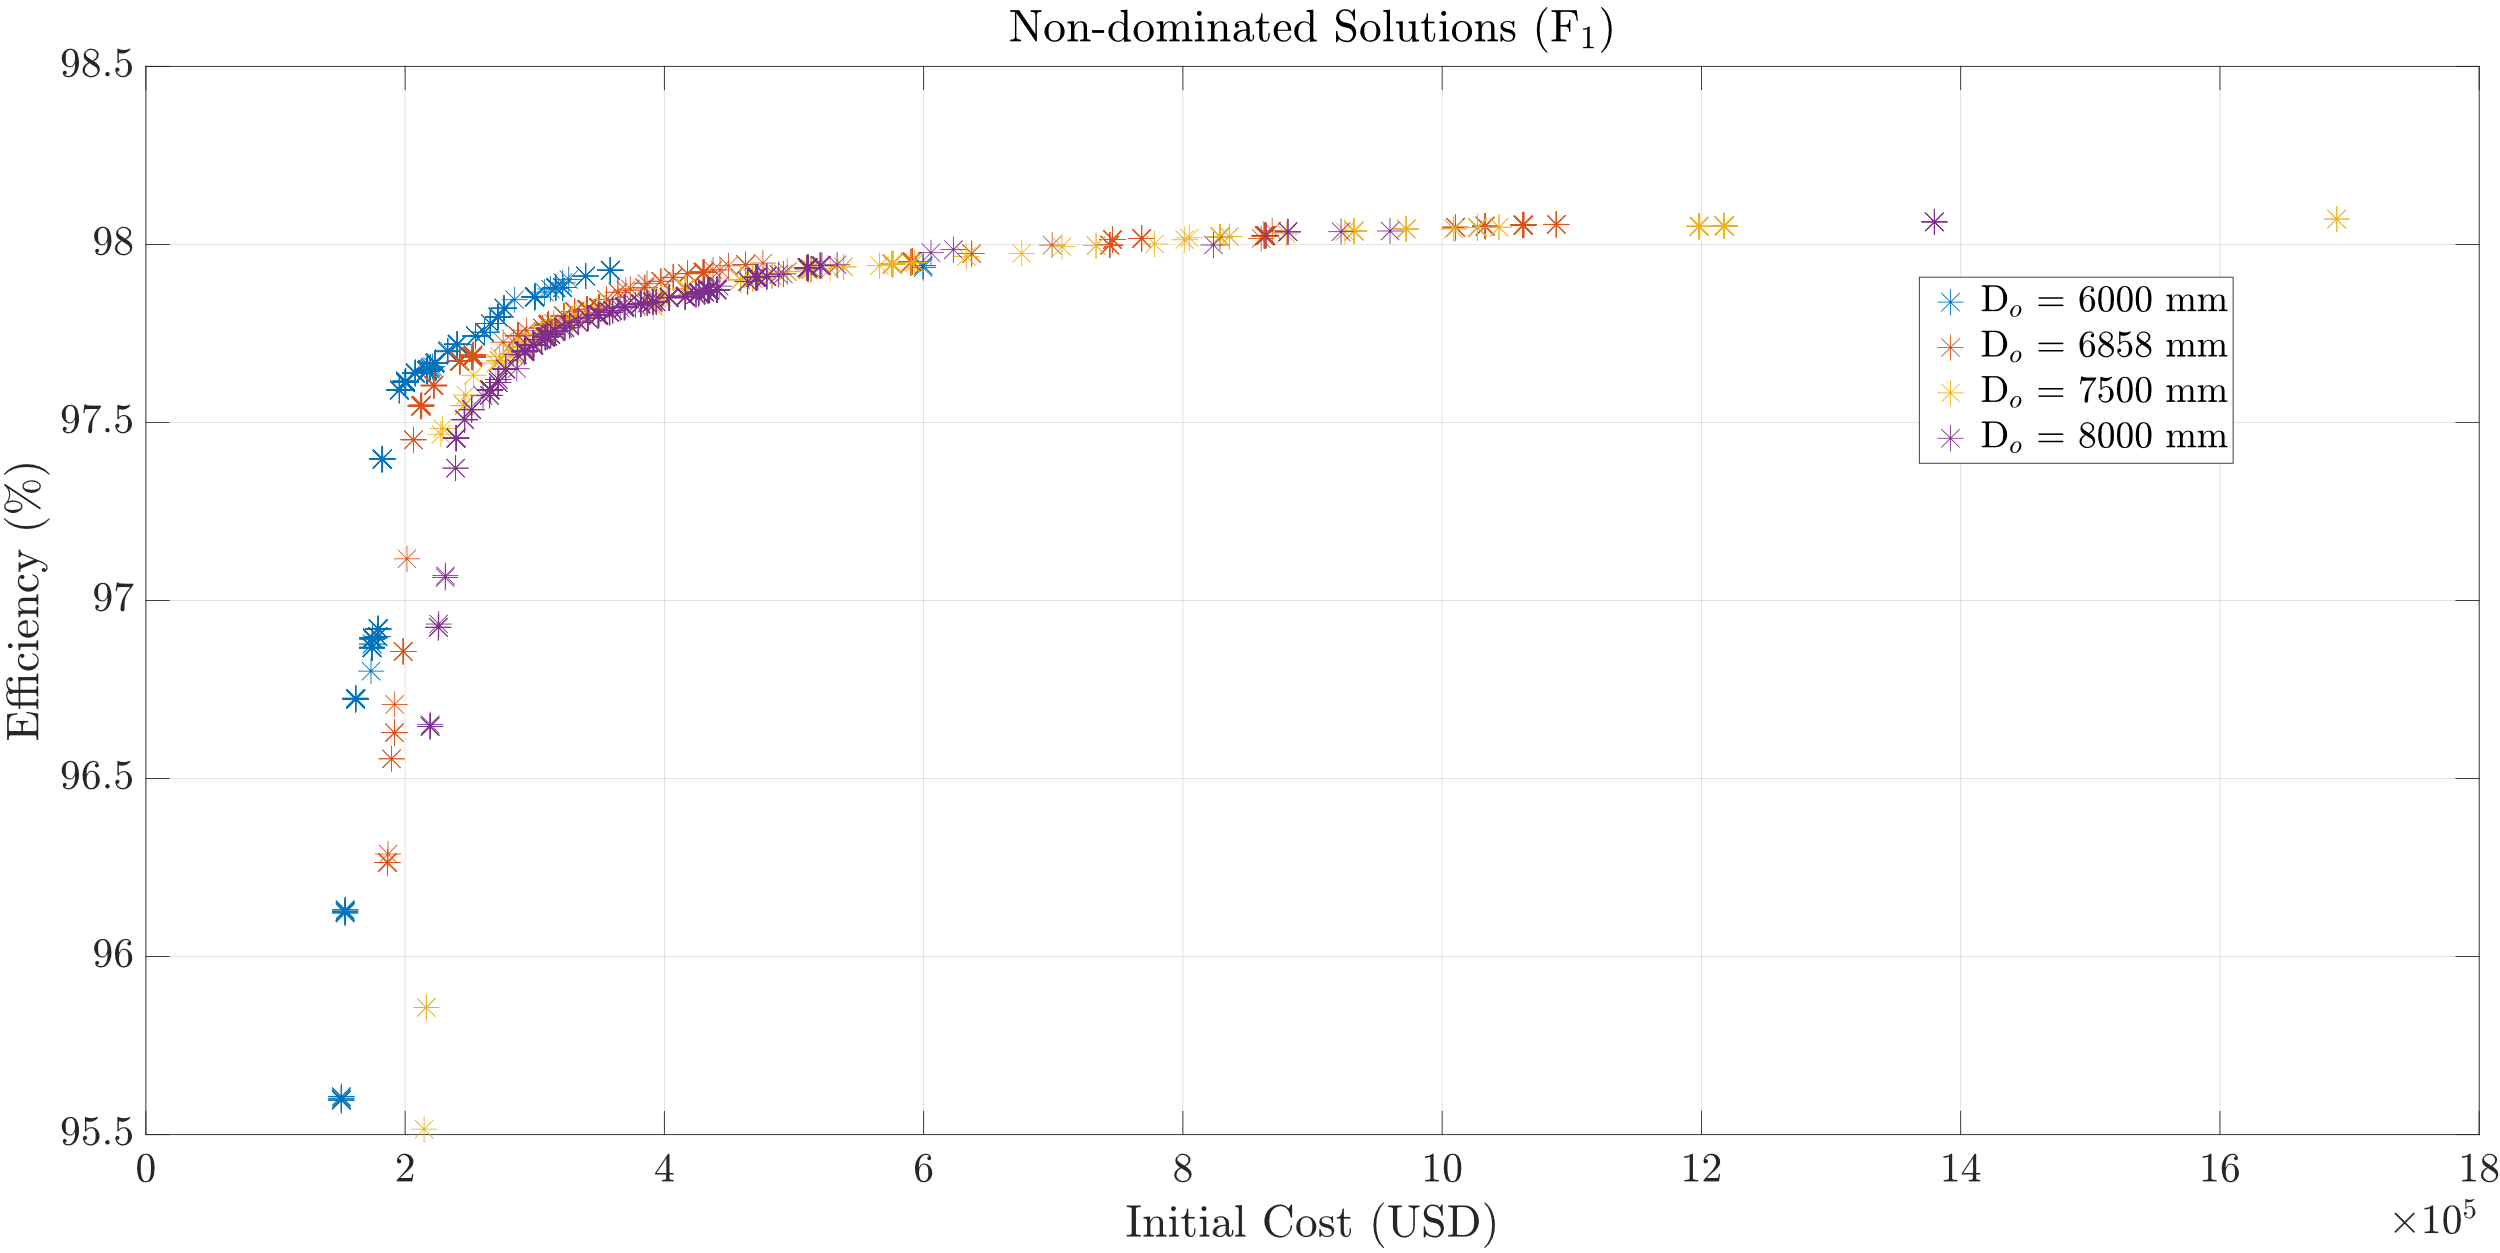 Non-dominated Solutions (F₁)
98.5
98
97.5
97
96.5
96
95.5
Efficiency (%)
Dₒ = 6000 mm
Dₒ = 6858 mm
Dₒ = 7500 mm
Dₒ = 8000 mm
0 2 4 6 8 10 12 14 16 18
Initial Cost (USD)
×10⁵